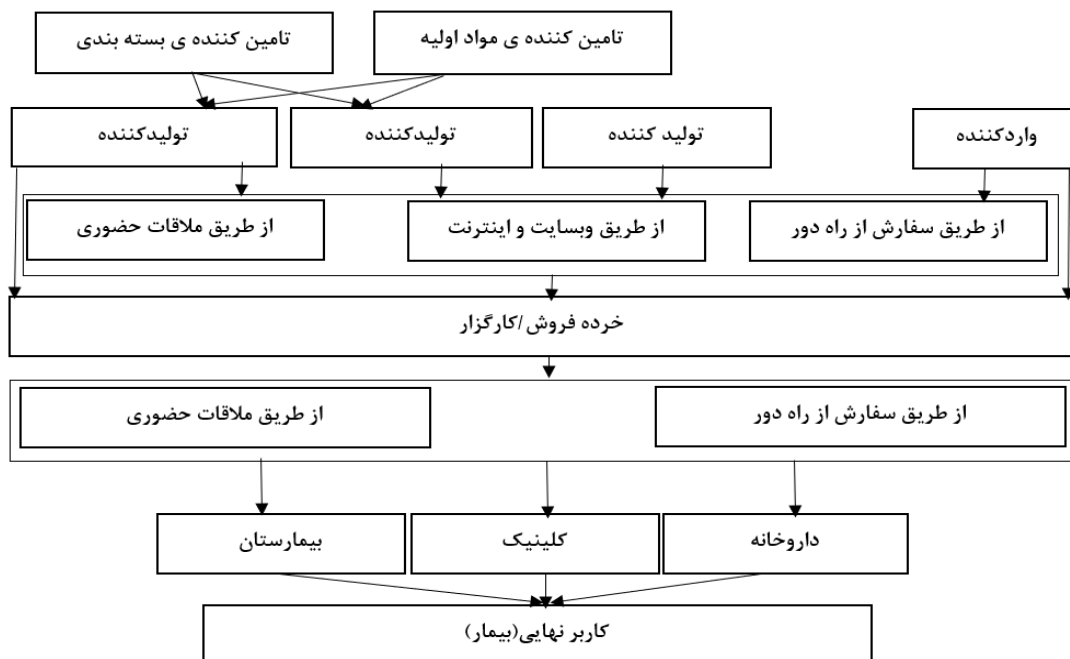 تامین کننده ی مواد اولیه
تامین کننده ی بسته بندی
واردکننده
تولید کننده
تولیدکننده
تولیدکننده
از طریق سفارش از راه دور
از طریق وبسایت و اینترنت
از طریق ملاقات حضوری
خرده فروش/کارگزار
از طریق سفارش از راه دور
از طریق ملاقات حضوری
داروخانه
کلینیک
بیمارستان
کاربر نهایی(بیمار)